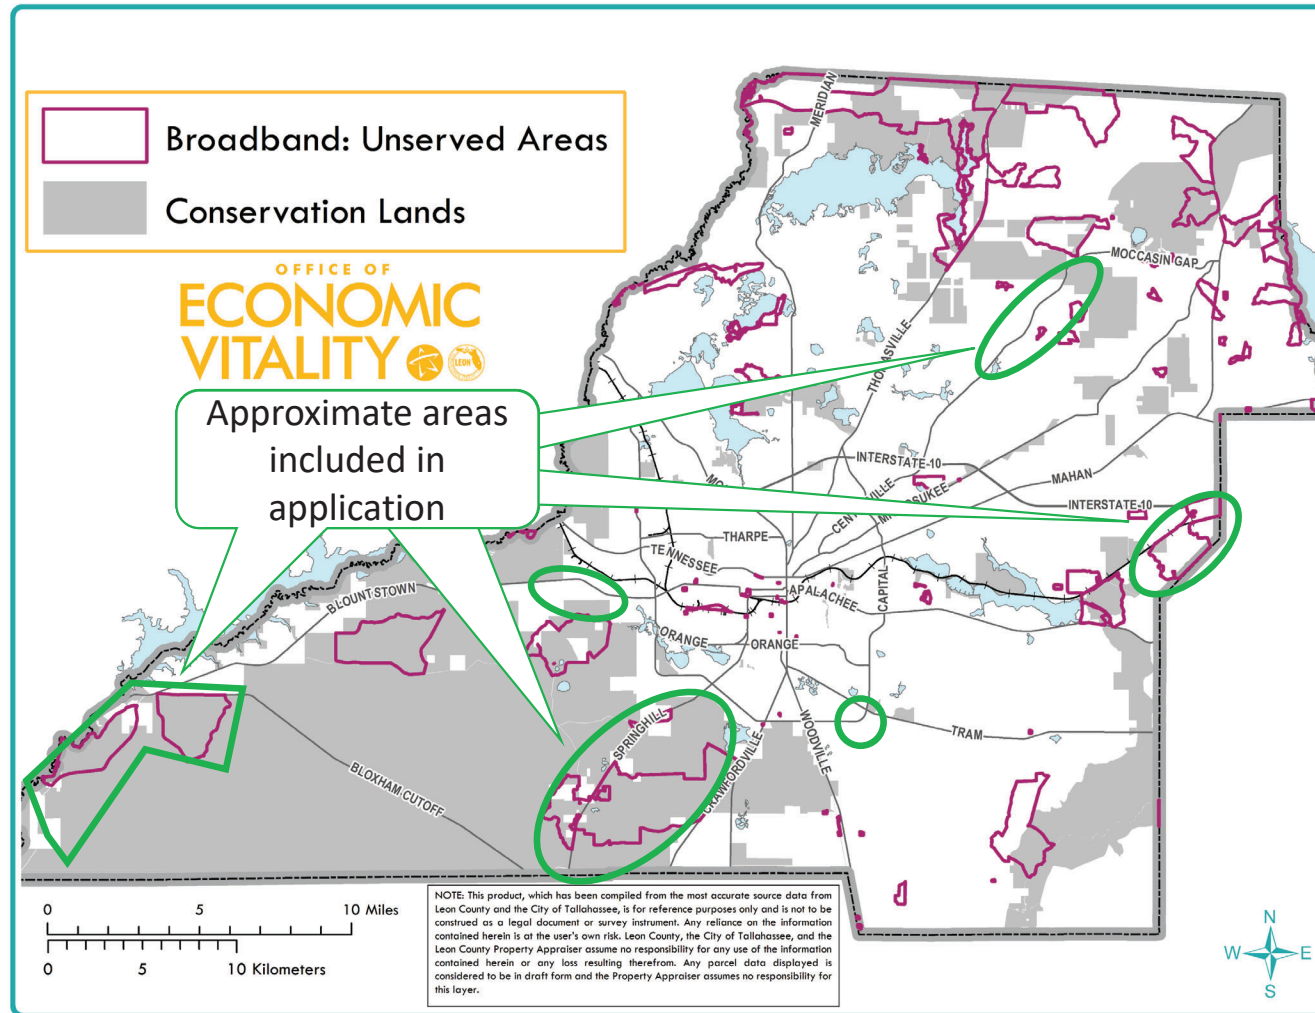 Broadband: Unserved Areas
Conservation Lands
OFFICE OF
ECONOMIC
VITALITY
LEON
Approximate areas
included in
application
MERIDIAN
MOCCASIN GAP
THOMASVILLE
INTERSTATE-10
MAHAN
INTERSTATE-10
THARPE
TENNESSEE
APALACHEE
CAPITAL
BLOUNTSTOWN
ORANGE
ORANGE
SPRINGHILL
WOODVILLE
TRAM
CRAWFORDVILLE
BLOXHAM CUTOFF
0 5 10 Miles
0 5 10 Kilometers
NOTE: This product, which has been compiled from the most accurate source data from
Leon County and the City of Tallahassee, is for reference purposes only and is not to be
construed as a legal document or survey instrument. Any reliance on the information
contained herein is at the user's own risk. Leon County, the City of Tallahassee, and the
Leon County Property Appraiser assume no responsibility for any use of the information
contained herein or any loss resulting therefrom. Any parcel data displayed is
considered to be in draft form and the Property Appraiser assumes no responsibility for
this layer.
N
W E
S